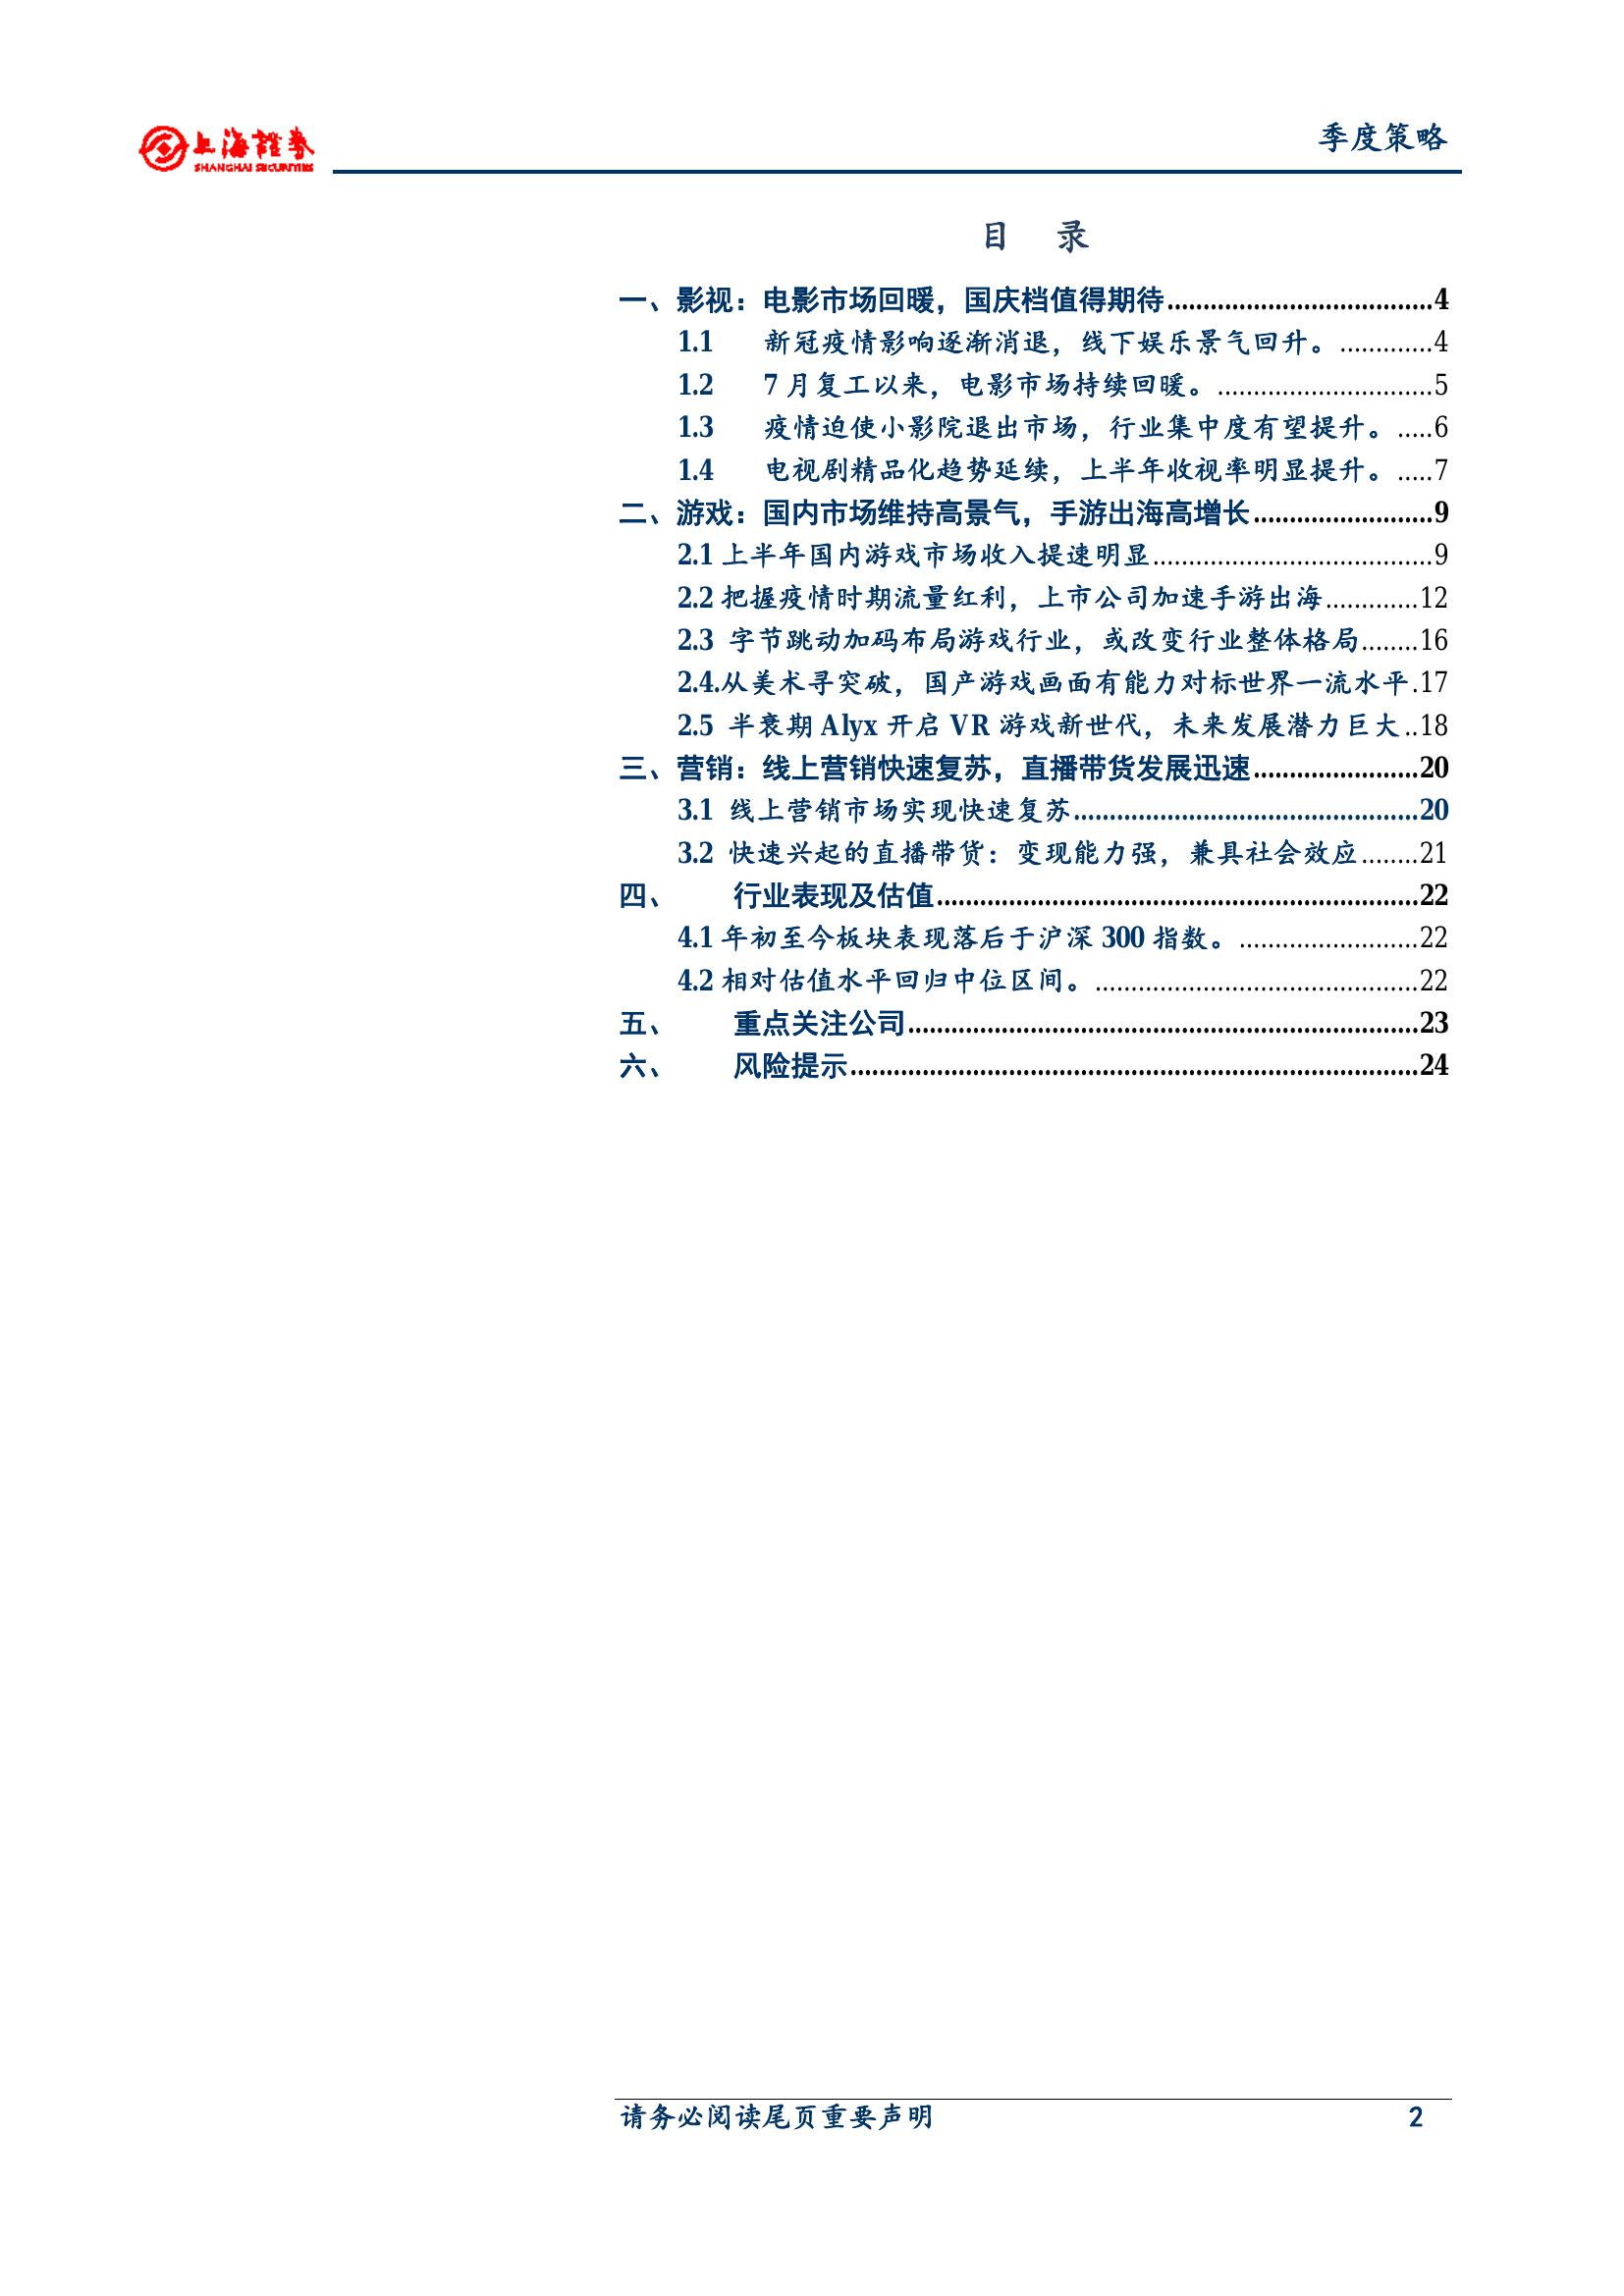 上海證券
SHANGHAI SECURITIES
季度策略
目 录
一、影视：电影市场回暖，国庆档值得期待.....................................4
1.1 新冠疫情影响逐渐消退，线下娱乐景气回升。.............4
1.2 7 月复工以来，电影市场持续回暖。..............................5
1.3 疫情迫使小影院退出市场，行业集中度有望提升。.....6
1.4 电视剧精品化趋势延续，上半年收视率明显提升。.....7
二、游戏：国内市场维持高景气，手游出海高增长.........................9
2.1 上半年国内游戏市场收入提速明显.......................................9
2.2 把握疫情时期流量红利，上市公司加速手游出海.............12
2.3 字节跳动加码布局游戏行业，或改变行业整体格局........16
2.4.从美术寻突破，国产游戏画面有能力对标世界一流水平.17
2.5 半衰期 Alyx 开启 VR 游戏新世代，未来发展潜力巨大..18
三、营销：线上营销快速复苏，直播带货发展迅速.......................20
3.1 线上营销市场实现快速复苏................................................20
3.2 快速兴起的直播带货：变现能力强，兼具社会效应........21
四、 行业表现及估值...................................................................22
4.1 年初至今板块表现落后于沪深 300 指数。.........................22
4.2 相对估值水平回归中位区间。.............................................22
五、 重点关注公司.......................................................................23
六、 风险提示...............................................................................24
请务必阅读尾页重要声明 2